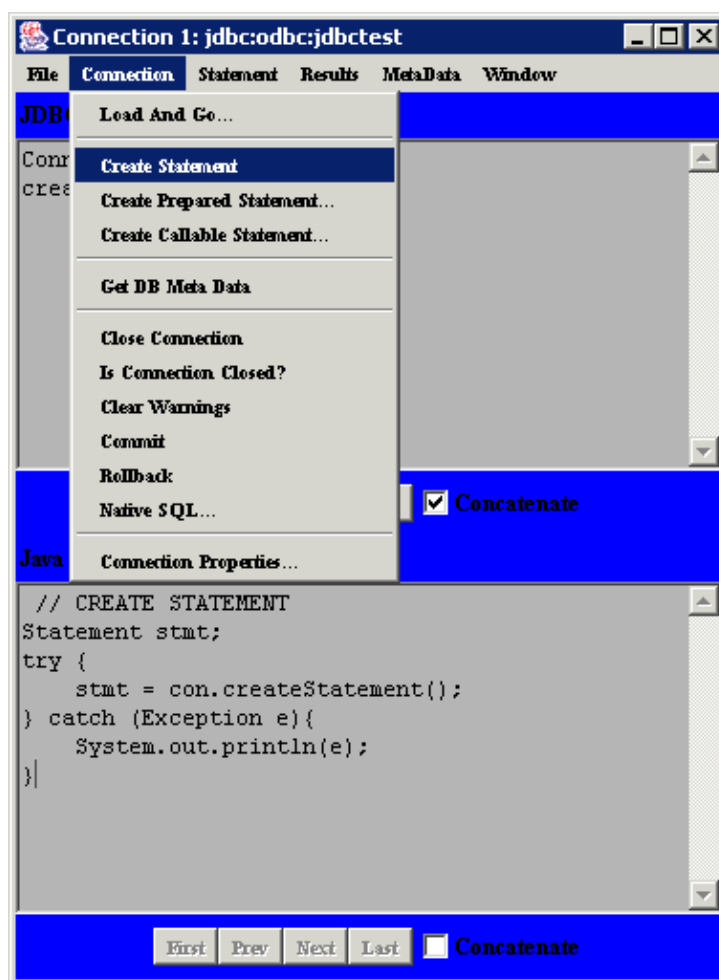 Connection 1: jdbc:odbc:jdbctest
File Connection Statement Results MetaData Window
Load And Go...
Create Statement
Create Prepared Statement...
Create Callable Statement...
Get DB Meta Data
Close Connection
Is Connection Closed?
Clear Warnings
Commit
Rollback
Native SQL...
Connection Properties...
Concatenate
Java
// CREATE STATEMENT
Statement stmt;
try {
    stmt = con.createStatement();
} catch (Exception e){
    System.out.println(e);
}
First Prev Next Last Concatenate